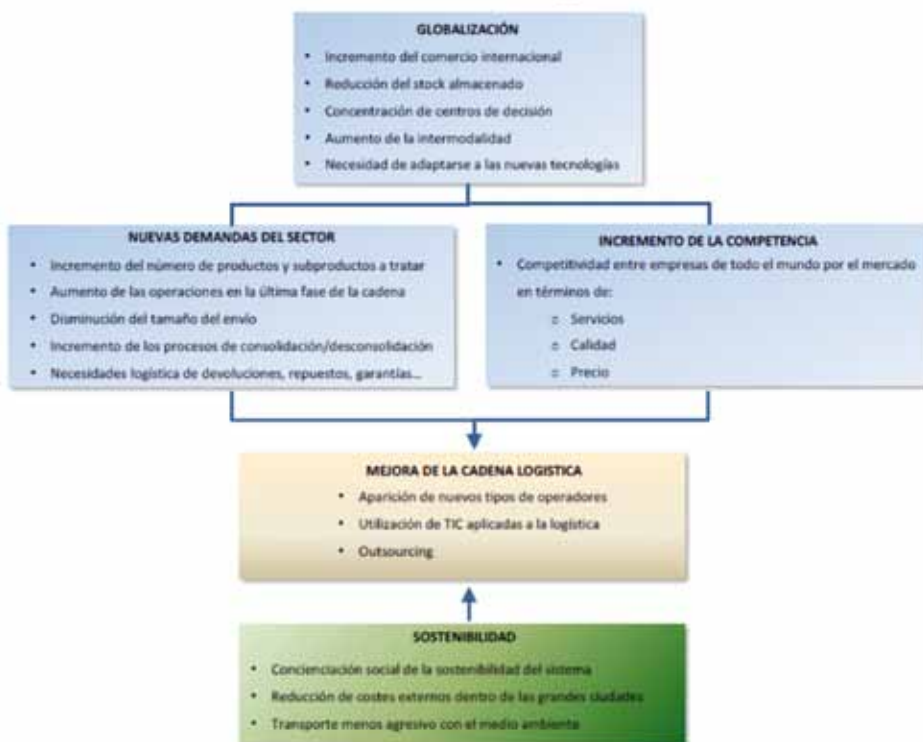 GLOBALIZACIÓN
• Incremento del comercio internacional
• Reducción del stock almacenado
• Concentración de centros de decisión
• Aumento de la intermodalidad
• Necesidad de adaptarse a las nuevas tecnologías
NUEVAS DEMANDAS DEL SECTOR
• Incremento del número de productos y subproductos a tratar
• Aumento de las operaciones en la última fase de la cadena
• Disminución del tamaño del envío
• Incremento de los procesos de consolidación/desconsolidación
• Necesidades logística de devoluciones, repuestos, garantías...
INCREMENTO DE LA COMPETENCIA
• Competitividad entre empresas de todo el mundo por el mercado
en términos de:
o Servicios
o Calidad
o Precio
MEJORA DE LA CADENA LOGISTICA
• Aparición de nuevos tipos de operadores
• Utilización de TIC aplicadas a la logística
• Outsourcing
SOSTENIBILIDAD
• Concienciación social de la sostenibilidad del sistema
• Reducción de costes externos dentro de las grandes ciudades
• Transporte menos agresivo con el medio ambiente